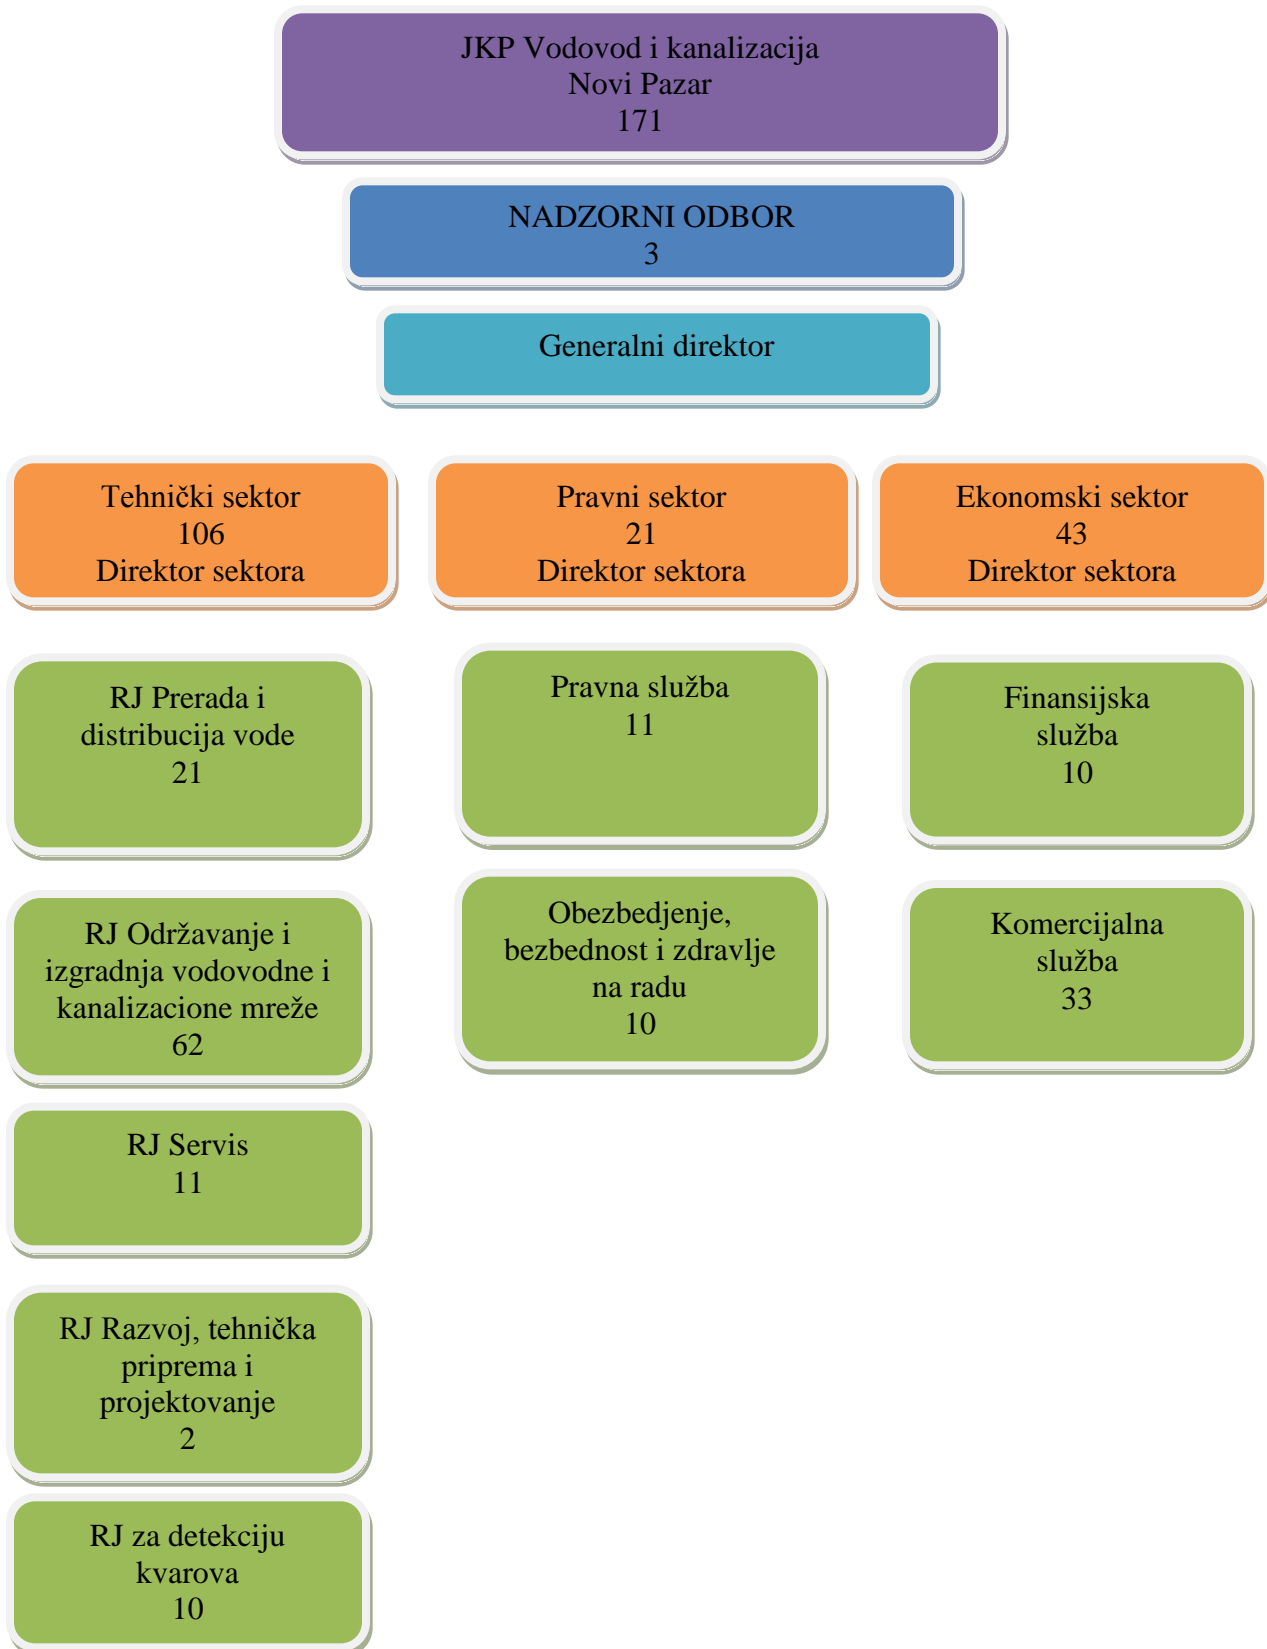 JKP Vodovod i kanalizacija
Novi Pazar
171
NADZORNI ODBOR
3
Generalni direktor
Tehnički sektor
106
Direktor sektora
Pravni sektor
21
Direktor sektora
Ekonomski sektor
43
Direktor sektora
RJ Prerada i
distribucija vode
21
Pravna služba
11
Finansijska
služba
10
RJ Održavanje i
izgradnja vodovodne i
kanalizacione mreže
62
Obezbedjenje,
bezbednost i zdravlje
na radu
10
Komercijalna
služba
33
RJ Servis
11
RJ Razvoj, tehnička
priprema i
projektovanje
2
RJ za detekciju
kvarova
10